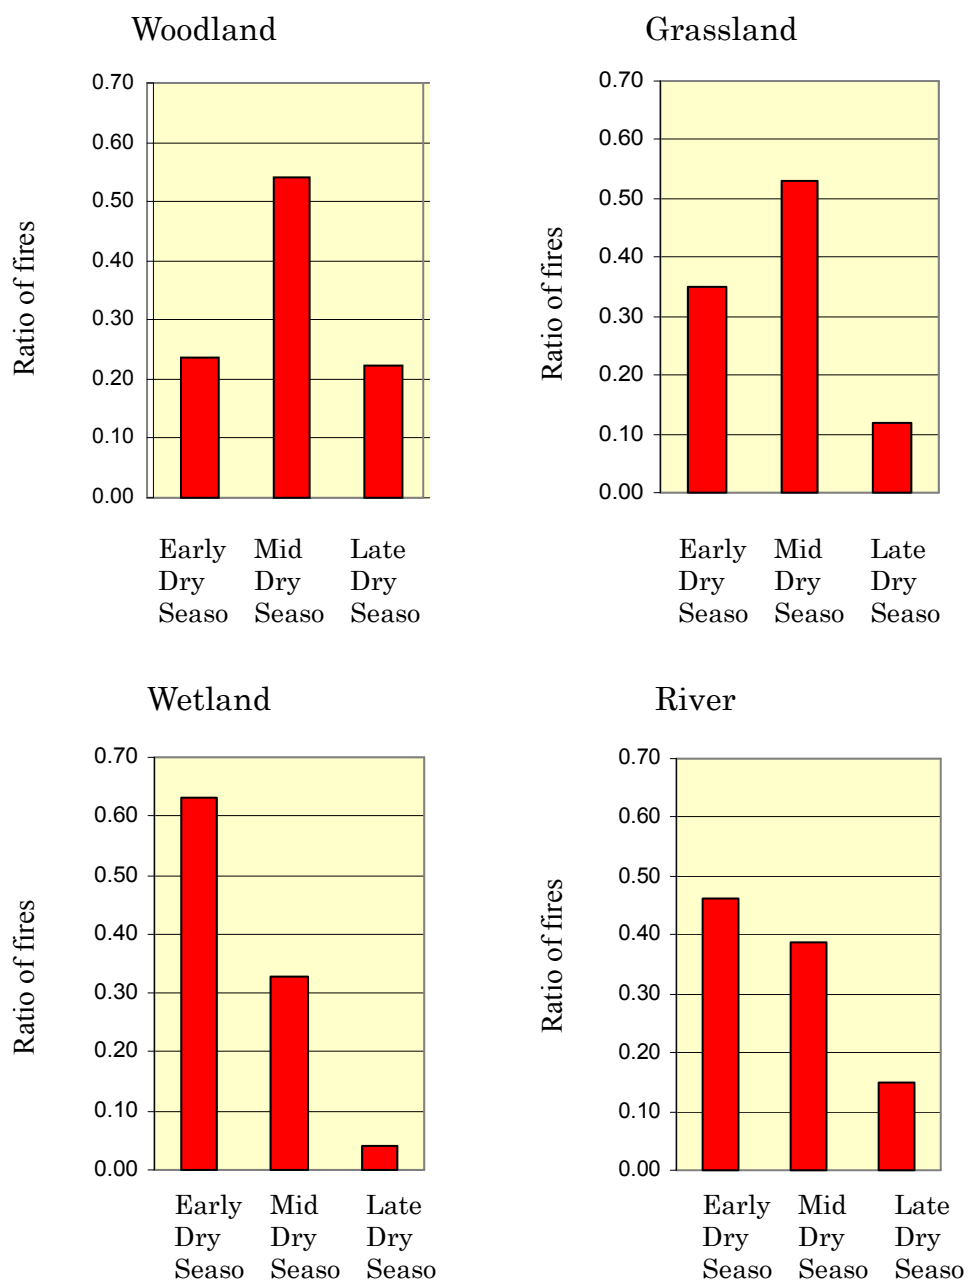 Woodland
Ratio of fires
0.70
0.60
0.50
0.40
0.30
0.20
0.10
0.00
Early Mid Late
Dry Dry Dry
Seaso Seaso Seaso
Grassland
Ratio of fires
0.70
0.60
0.50
0.40
0.30
0.20
0.10
0.00
Early Mid Late
Dry Dry Dry
Seaso Seaso Seaso
Wetland
Ratio of fires
0.70
0.60
0.50
0.40
0.30
0.20
0.10
0.00
Early Mid Late
Dry Dry Dry
Seaso Seaso Seaso
River
Ratio of fires
0.70
0.60
0.50
0.40
0.30
0.20
0.10
0.00
Early Mid Late
Dry Dry Dry
Seaso Seaso Seaso